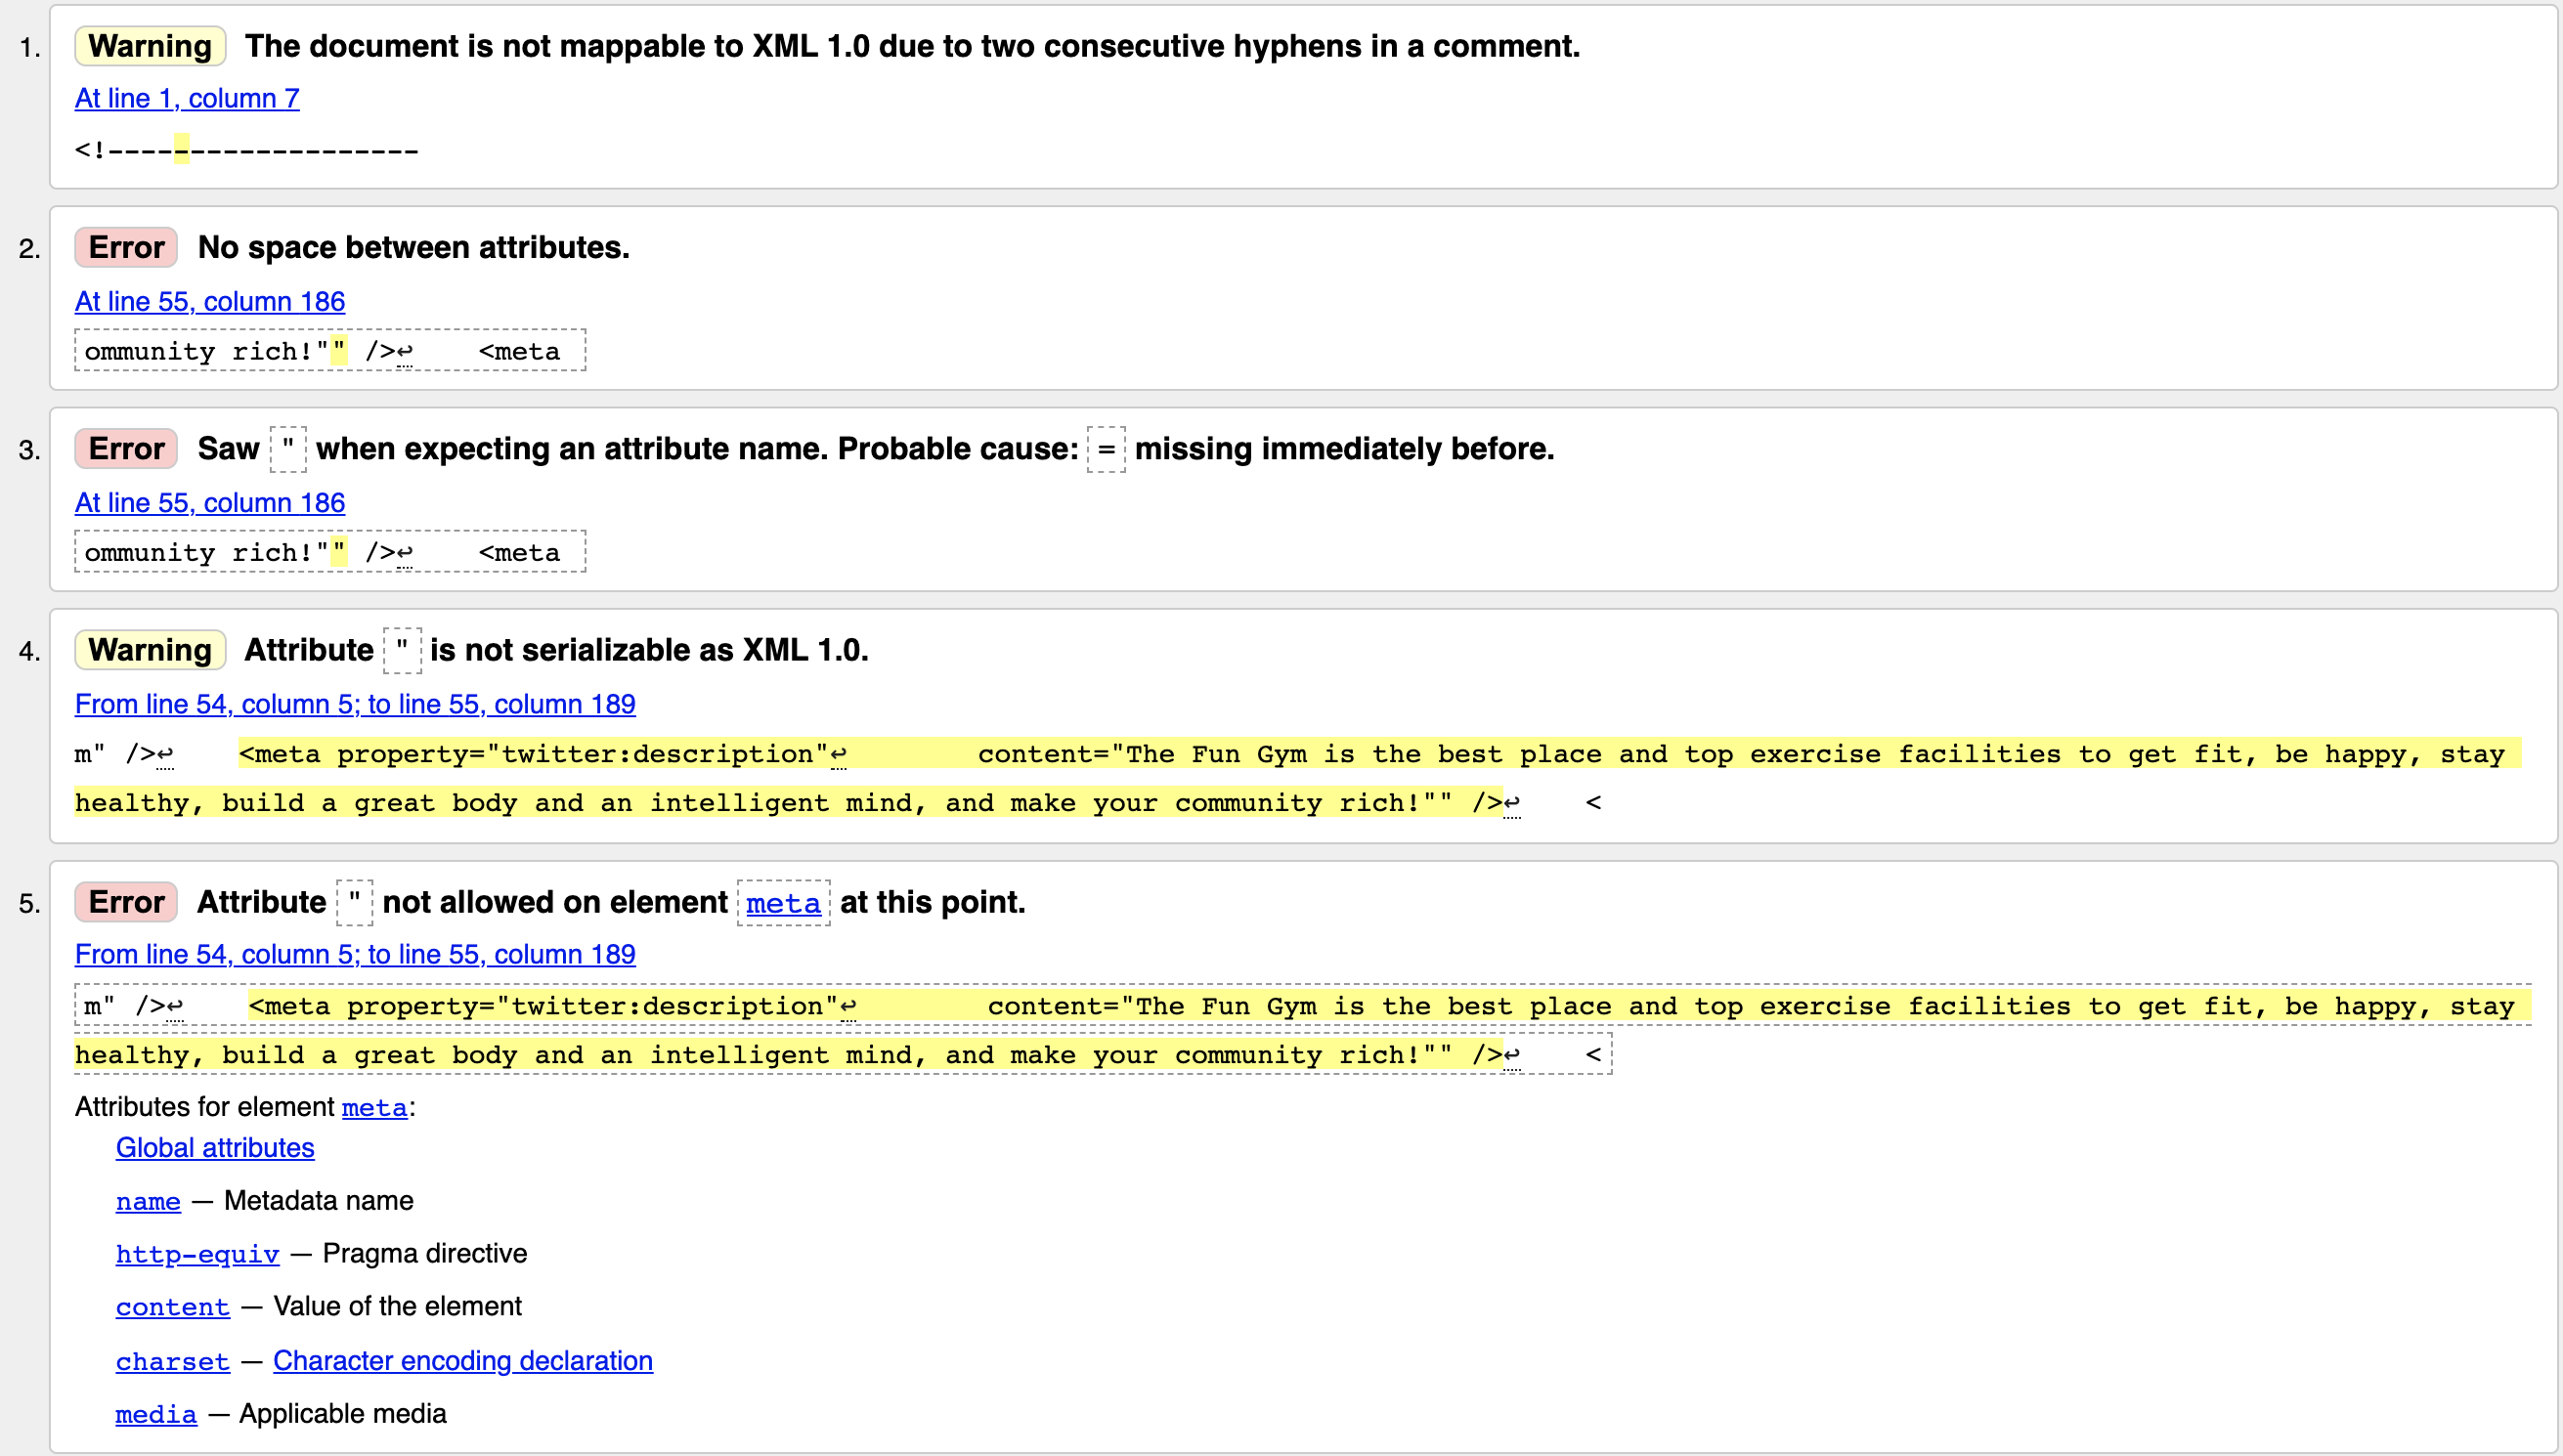 1. Warning The document is not mappable to XML 1.0 due to two consecutive hyphens in a comment.
At line 1, column 7
<!-------------------
2. Error No space between attributes.
At line 55, column 186
ommunity rich!"" />↩    <meta
3. Error Saw " when expecting an attribute name. Probable cause: = missing immediately before.
At line 55, column 186
ommunity rich!"" />↩    <meta
4. Warning Attribute " is not serializable as XML 1.0.
From line 54, column 5; to line 55, column 189
m" />↩    <meta property="twitter:description"↩        content="The Fun Gym is the best place and top exercise facilities to get fit, be happy, stay
healthy, build a great body and an intelligent mind, and make your community rich!"" />↩    <
5. Error Attribute " not allowed on element meta at this point.
From line 54, column 5; to line 55, column 189
m" />↩    <meta property="twitter:description"↩        content="The Fun Gym is the best place and top exercise facilities to get fit, be happy, stay
healthy, build a great body and an intelligent mind, and make your community rich!"" />↩    <
Attributes for element meta:
Global attributes
name — Metadata name
http-equiv — Pragma directive
content — Value of the element
charset — Character encoding declaration
media — Applicable media